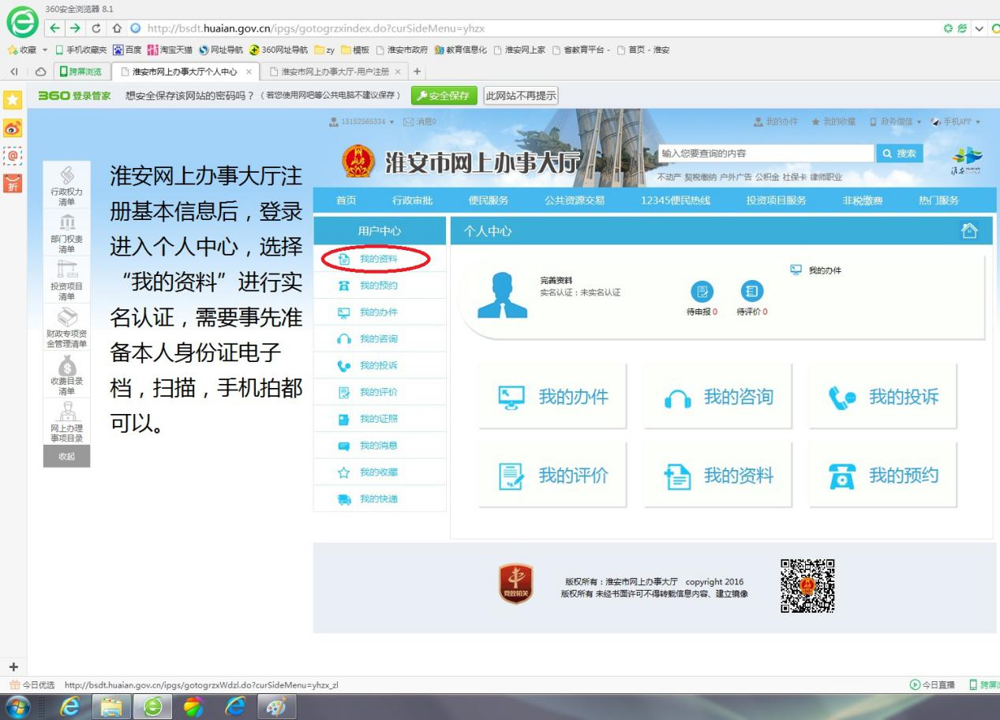 360安全浏览器 8.1
http://bsdt.huaian.gov.cn/ipgs/gotogrzxindex.do?curSideMenu=yhzx
收藏 手机收藏夹 百度 淘宝天猫 网址导航 360网址导航 zy 模板 淮安市政府 教育信息化 淮安网上家 省教育平台 - 首页 - 淮安
跨屏浏览 淮安市网上办事大厅个人中心 淮安市网上办事大厅-用户注册
360登录管家 想安全保存该网站的密码吗？（若您使用网吧等公共电脑不建议保存） 安全保存 此网站不再提示
15152565334 消息0 我的办件 我的收藏 政务微信 手机APP
淮安市网上办事大厅
输入您要查询的内容 搜索
不动产 契税缴纳 户外广告 公积金 社保卡 律师职业
淮安
首页 行政审批 便民服务 公共资源交易 12345便民热线 投资项目服务 非税缴费 热门服务
折
行政权力
清单
部门权责
清单
投资项目
清单
财政专项资
金管理清单
收费目录
清单
网上办理
事项目录
收起
淮安网上办事大厅注
册基本信息后，登录
进入个人中心，选择
“我的资料”进行实
名认证，需要事先准
备本人身份证电子
档，扫描，手机拍都
可以。
用户中心
我的资料
我的预约
我的办件
我的咨询
我的投诉
我的评价
我的证照
我的消息
我的收藏
我的快递
个人中心
完善资料
实名认证：未实名认证
待申报 0 待评价 0
我的办件
我的办件 我的咨询 我的投诉
我的评价 我的资料 我的预约
党政机关
版权所有：淮安市网上办事大厅 copyright 2016
版权所有 未经书面许可不得转载信息内容、建立镜像
今日优选 http://bsdt.huaian.gov.cn/ipgs/gotogrzxWdzl.do?curSideMenu=yhzx_zl 今日直播 跨屏浏